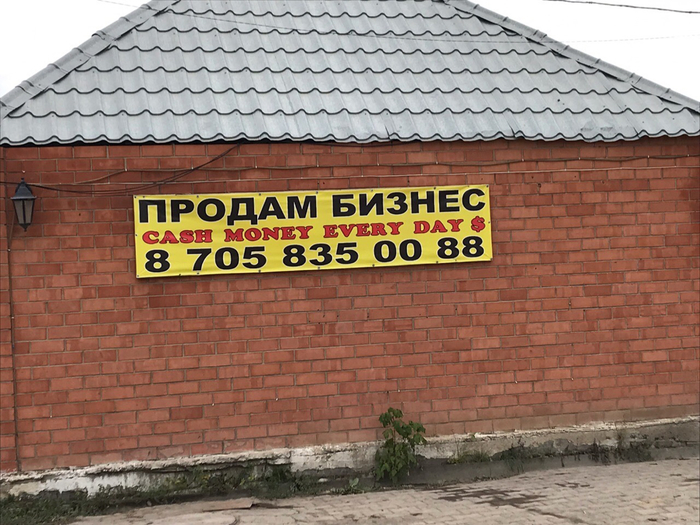 ПРОДАМ БИЗНЕС
CASH MONEY EVERY DAY $
8 705 835 00 88